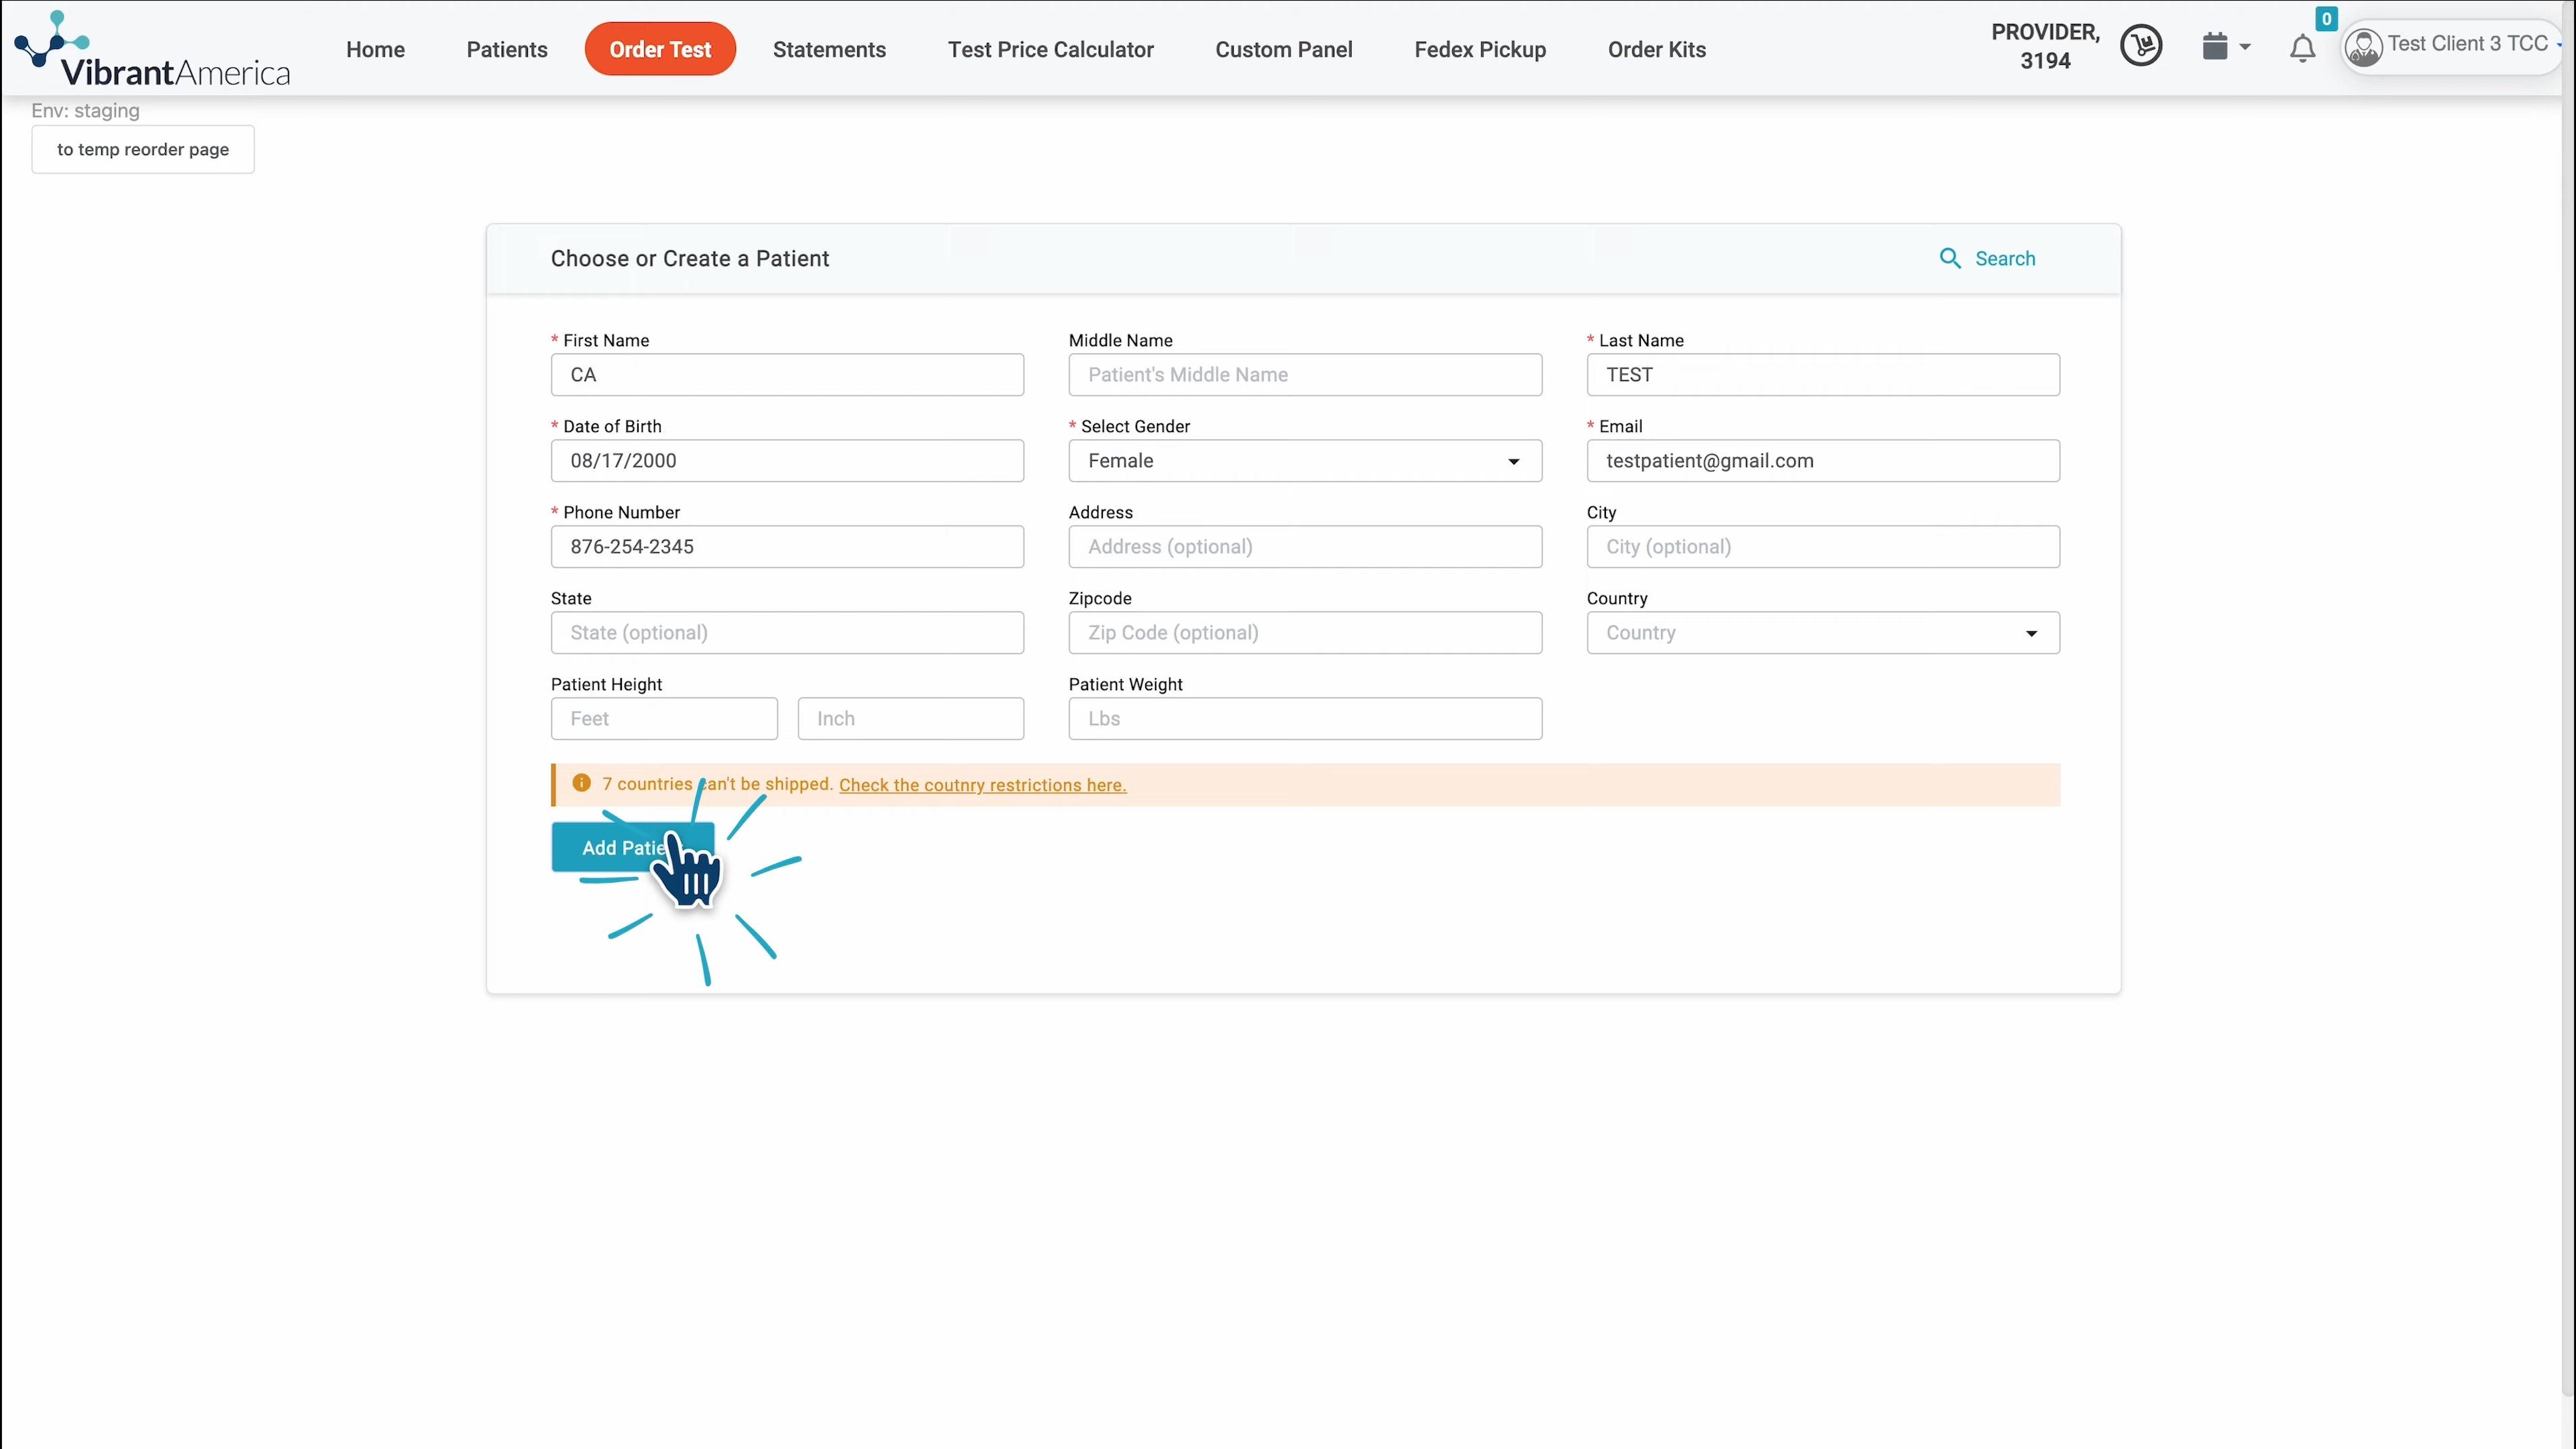 VibrantAmerica
Home
Patients
Order Test
Statements
Test Price Calculator
Custom Panel
Fedex Pickup
Order Kits
PROVIDER,
3194
0
Test Client 3 TCC
Env: staging
to temp reorder page
Choose or Create a Patient
Search
* First Name
Middle Name
* Last Name
CA
Patient's Middle Name
TEST
* Date of Birth
* Select Gender
* Email
08/17/2000
Female
testpatient@gmail.com
* Phone Number
Address
City
876-254-2345
Address (optional)
City (optional)
State
Zipcode
Country
State (optional)
Zip Code (optional)
Country
Patient Height
Patient Weight
Feet
Inch
Lbs
7 countries can't be shipped. Check the coutnry restrictions here.
Add